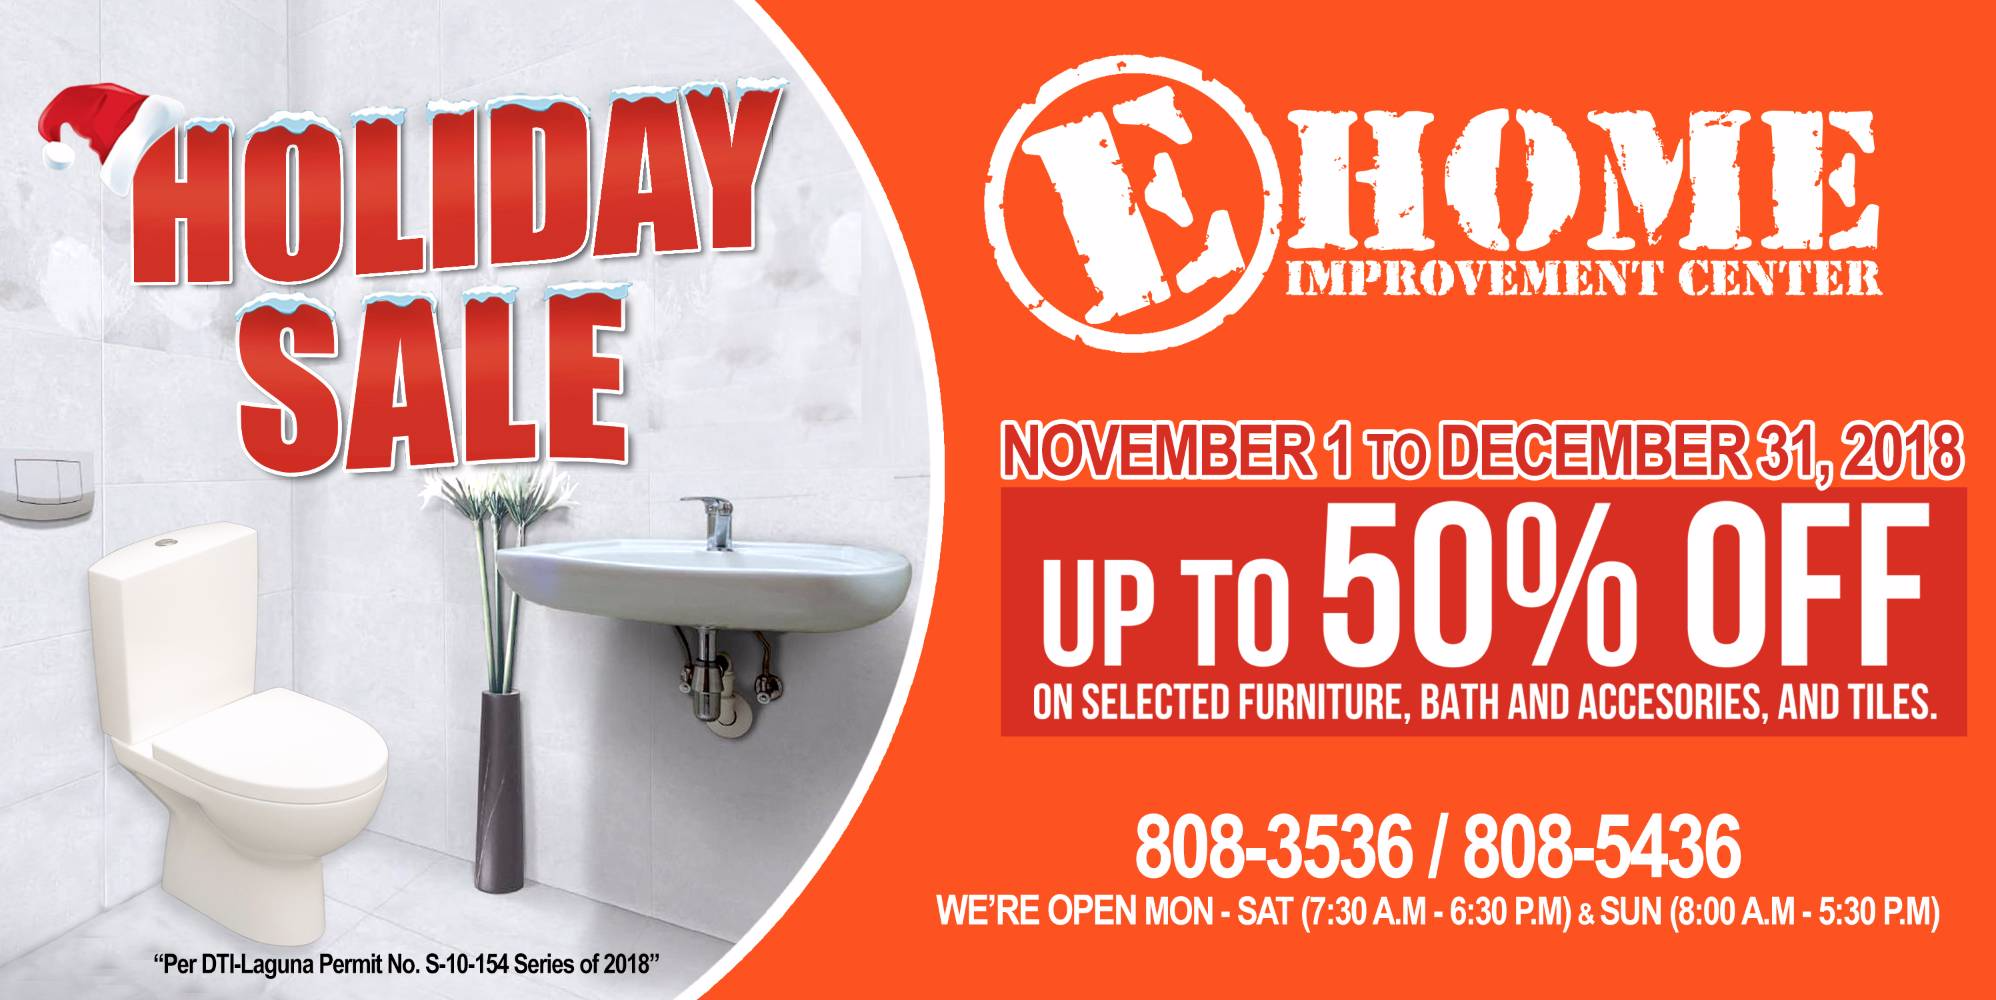 HOLIDAY
SALE
E HOME
IMPROVEMENT CENTER
NOVEMBER 1 TO DECEMBER 31, 2018
UP TO 50% OFF
ON SELECTED FURNITURE, BATH AND ACCESORIES, AND TILES.
808-3536 / 808-5436
WE'RE OPEN MON - SAT (7:30 A.M - 6:30 P.M) & SUN (8:00 A.M - 5:30 P.M)
“Per DTI-Laguna Permit No. S-10-154 Series of 2018”